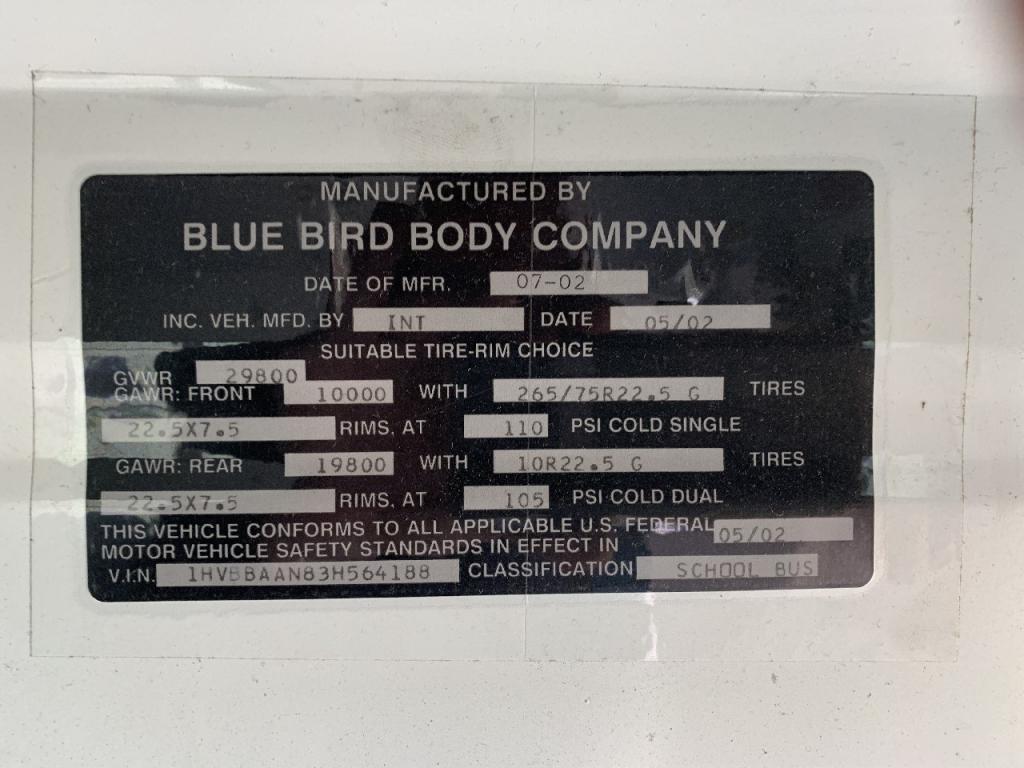 MANUFACTURED BY
BLUE BIRD BODY COMPANY
DATE OF MFR. 07-02
INC. VEH. MFD. BY INT DATE 05/02
SUITABLE TIRE-RIM CHOICE
GVWR 29800
GAWR: FRONT 10000 WITH 265/75R22.5 G TIRES
22.5X7.5 RIMS, AT 110 PSI COLD SINGLE
GAWR: REAR 19800 WITH 10R22.5 G TIRES
22.5X7.5 RIMS, AT 105 PSI COLD DUAL
THIS VEHICLE CONFORMS TO ALL APPLICABLE U.S. FEDERAL
MOTOR VEHICLE SAFETY STANDARDS IN EFFECT IN 05/02
V.I.N. 1HVBBAAN83H564188 CLASSIFICATION SCHOOL BUS